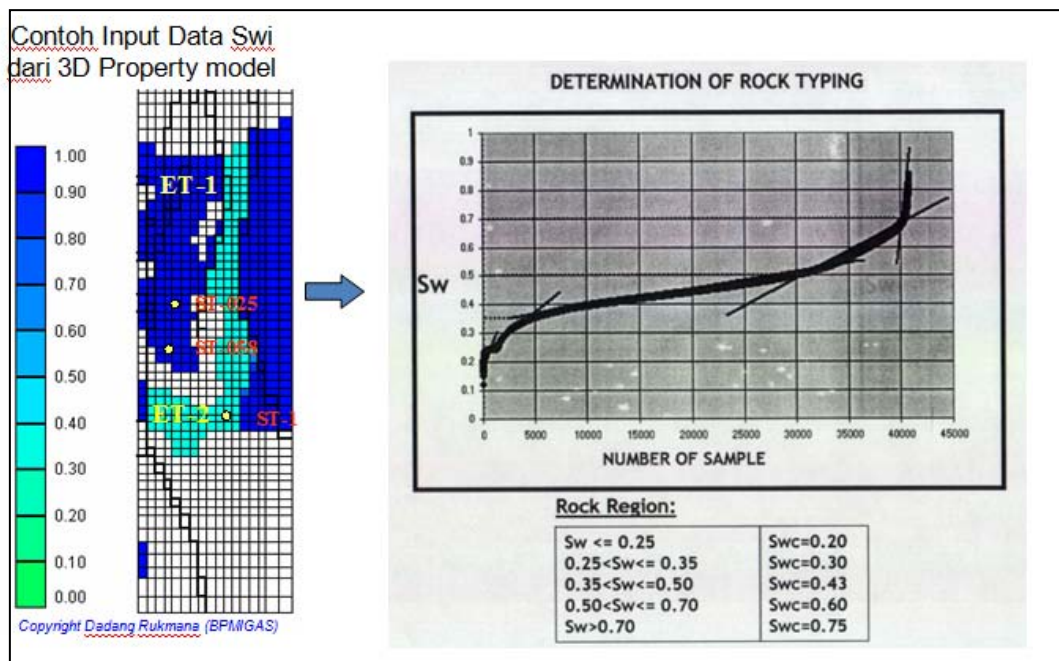 Contoh Input Data Swi
dari 3D Property model
1.00
0.90
0.80
0.70
0.60
0.50
0.40
0.30
0.20
0.10
0.00
ET-1
ST-025
ET-2
ST-1
Copyright Dadang Rukmana (BPMIGAS)
DETERMINATION OF ROCK TYPING
Sw
1
0.9
0.8
0.7
0.6
0.5
0.4
0.3
0.2
0.1
0
0 5000 10000 15000 20000 25000 30000 35000 40000 45000
NUMBER OF SAMPLE
Rock Region:
Sw <= 0.25 Swc=0.20
0.25<Sw<= 0.35 Swc=0.30
0.35<Sw<=0.50 Swc=0.43
0.50<Sw<= 0.70 Swc=0.60
Sw>0.70 Swc=0.75